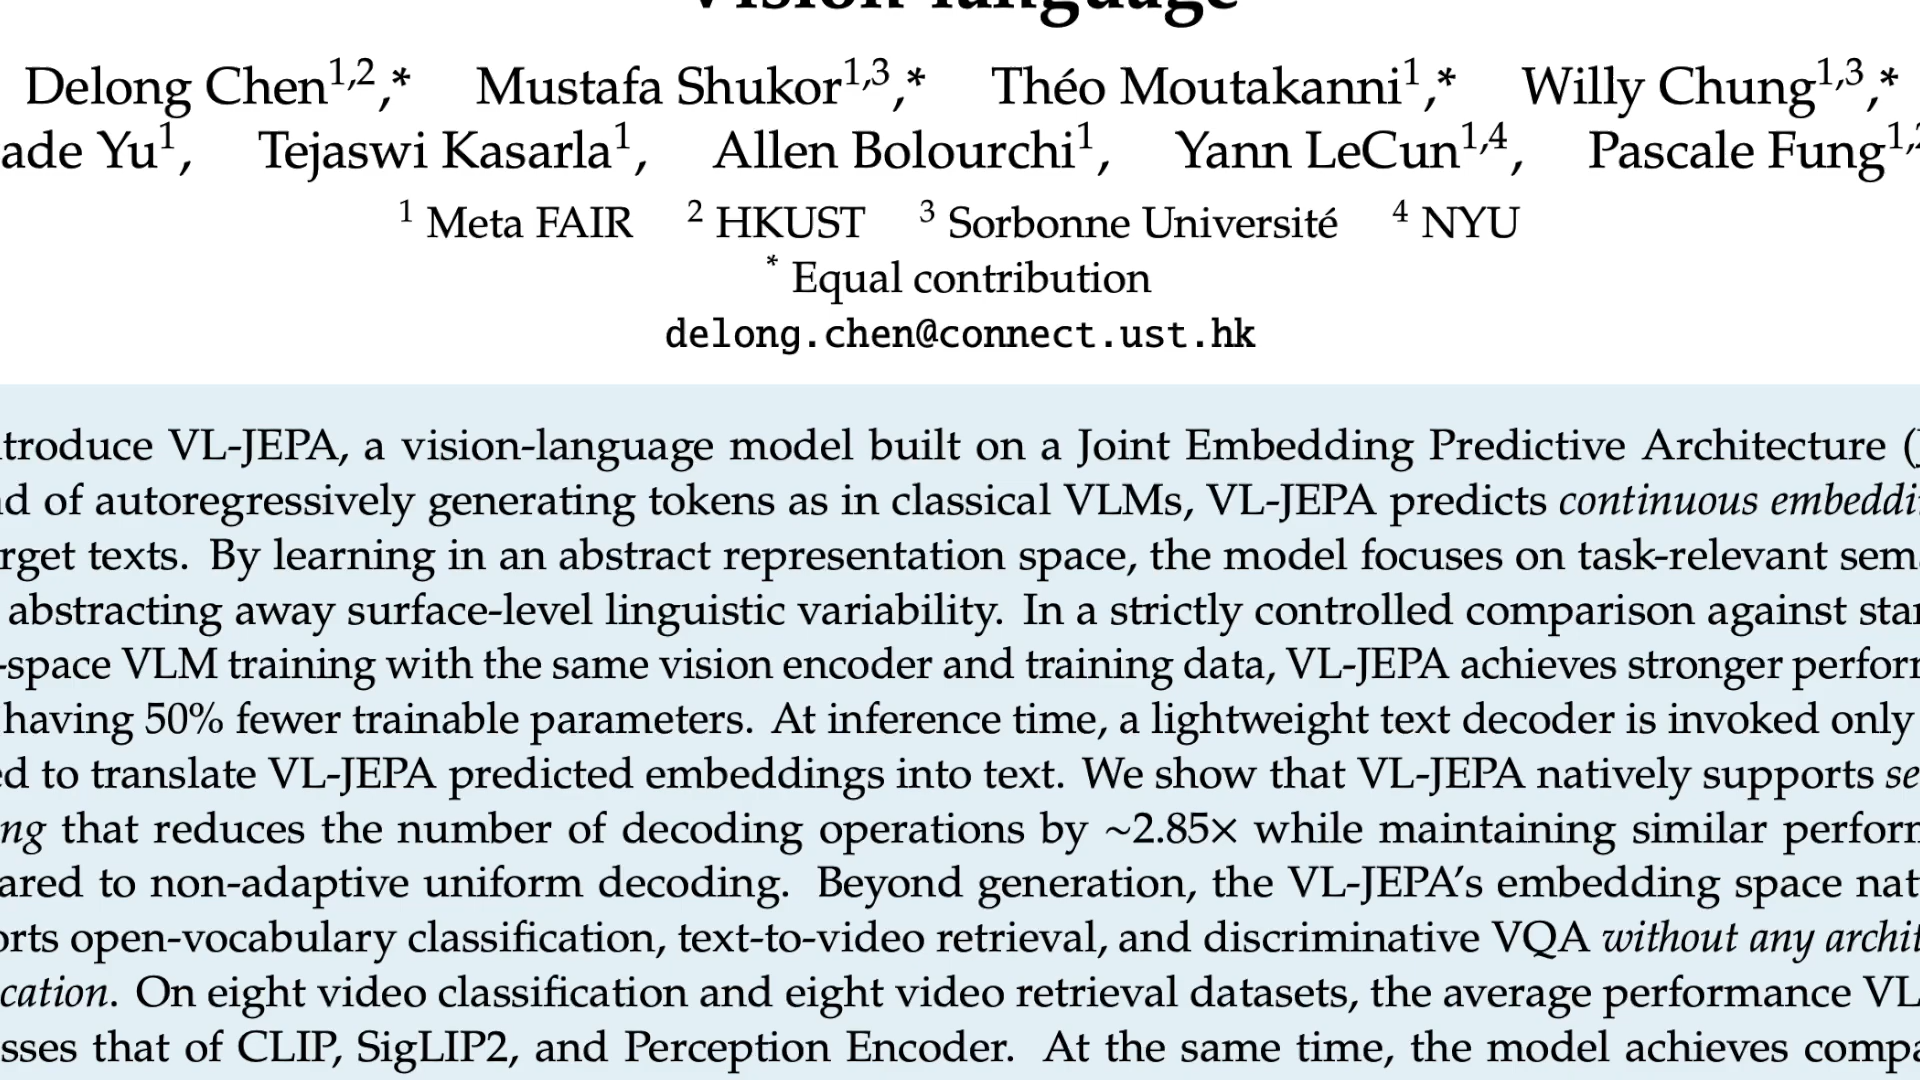 Vision-language
Delong Chen1,2,* Mustafa Shukor1,3,* Théo Moutakanni1,* Willy Chung1,3,*
ade Yu1, Tejaswi Kasarla1, Allen Bolourchi1, Yann LeCun1,4, Pascale Fung1,2
1 Meta FAIR 2 HKUST 3 Sorbonne Université 4 NYU
* Equal contribution
delong.chen@connect.ust.hk
troduce VL-JEPA, a vision-language model built on a Joint Embedding Predictive Architecture (J
d of autoregressively generating tokens as in classical VLMs, VL-JEPA predicts continuous embeddi
rget texts. By learning in an abstract representation space, the model focuses on task-relevant sem
abstracting away surface-level linguistic variability. In a strictly controlled comparison against star
-space VLM training with the same vision encoder and training data, VL-JEPA achieves stronger perfor
having 50% fewer trainable parameters. At inference time, a lightweight text decoder is invoked only
ed to translate VL-JEPA predicted embeddings into text. We show that VL-JEPA natively supports se
ng that reduces the number of decoding operations by ~2.85× while maintaining similar perforn
ared to non-adaptive uniform decoding. Beyond generation, the VL-JEPA's embedding space nat
orts open-vocabulary classification, text-to-video retrieval, and discriminative VQA without any archit
cation. On eight video classification and eight video retrieval datasets, the average performance VL
sses that of CLIP, SigLIP2, and Perception Encoder. At the same time, the model achieves compa